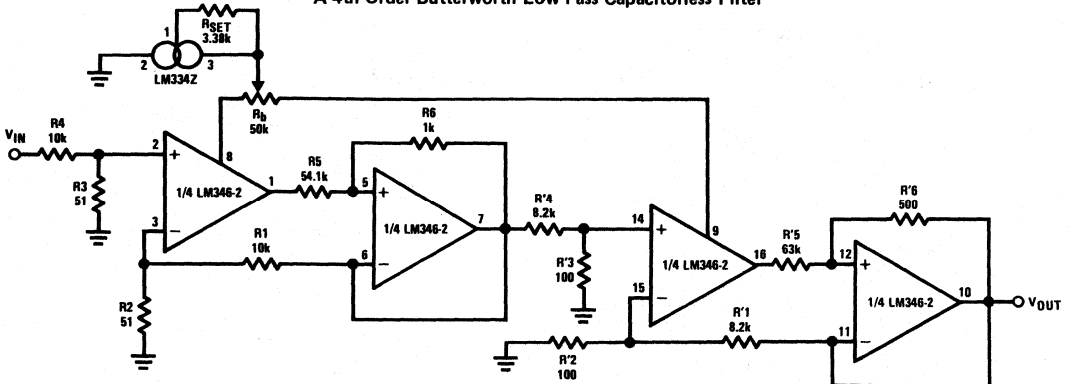 A 4th Order Butterworth Low Pass Capacitorless Filter
RSET
3.38k
1
2
3
LM334Z
Rb
50k
VIN
R4
10k
R3
51
2
+
8
1/4 LM346-2
1
3
−
R2
51
R1
10k
R5
54.1k
R6
1k
5
+
1/4 LM346-2
7
6
−
R'4
8.2k
R'3
100
14
+
9
1/4 LM346-2
16
15
−
R'2
100
R'1
8.2k
R'5
63k
R'6
500
12
+
1/4 LM346-2
10
11
−
VOUT